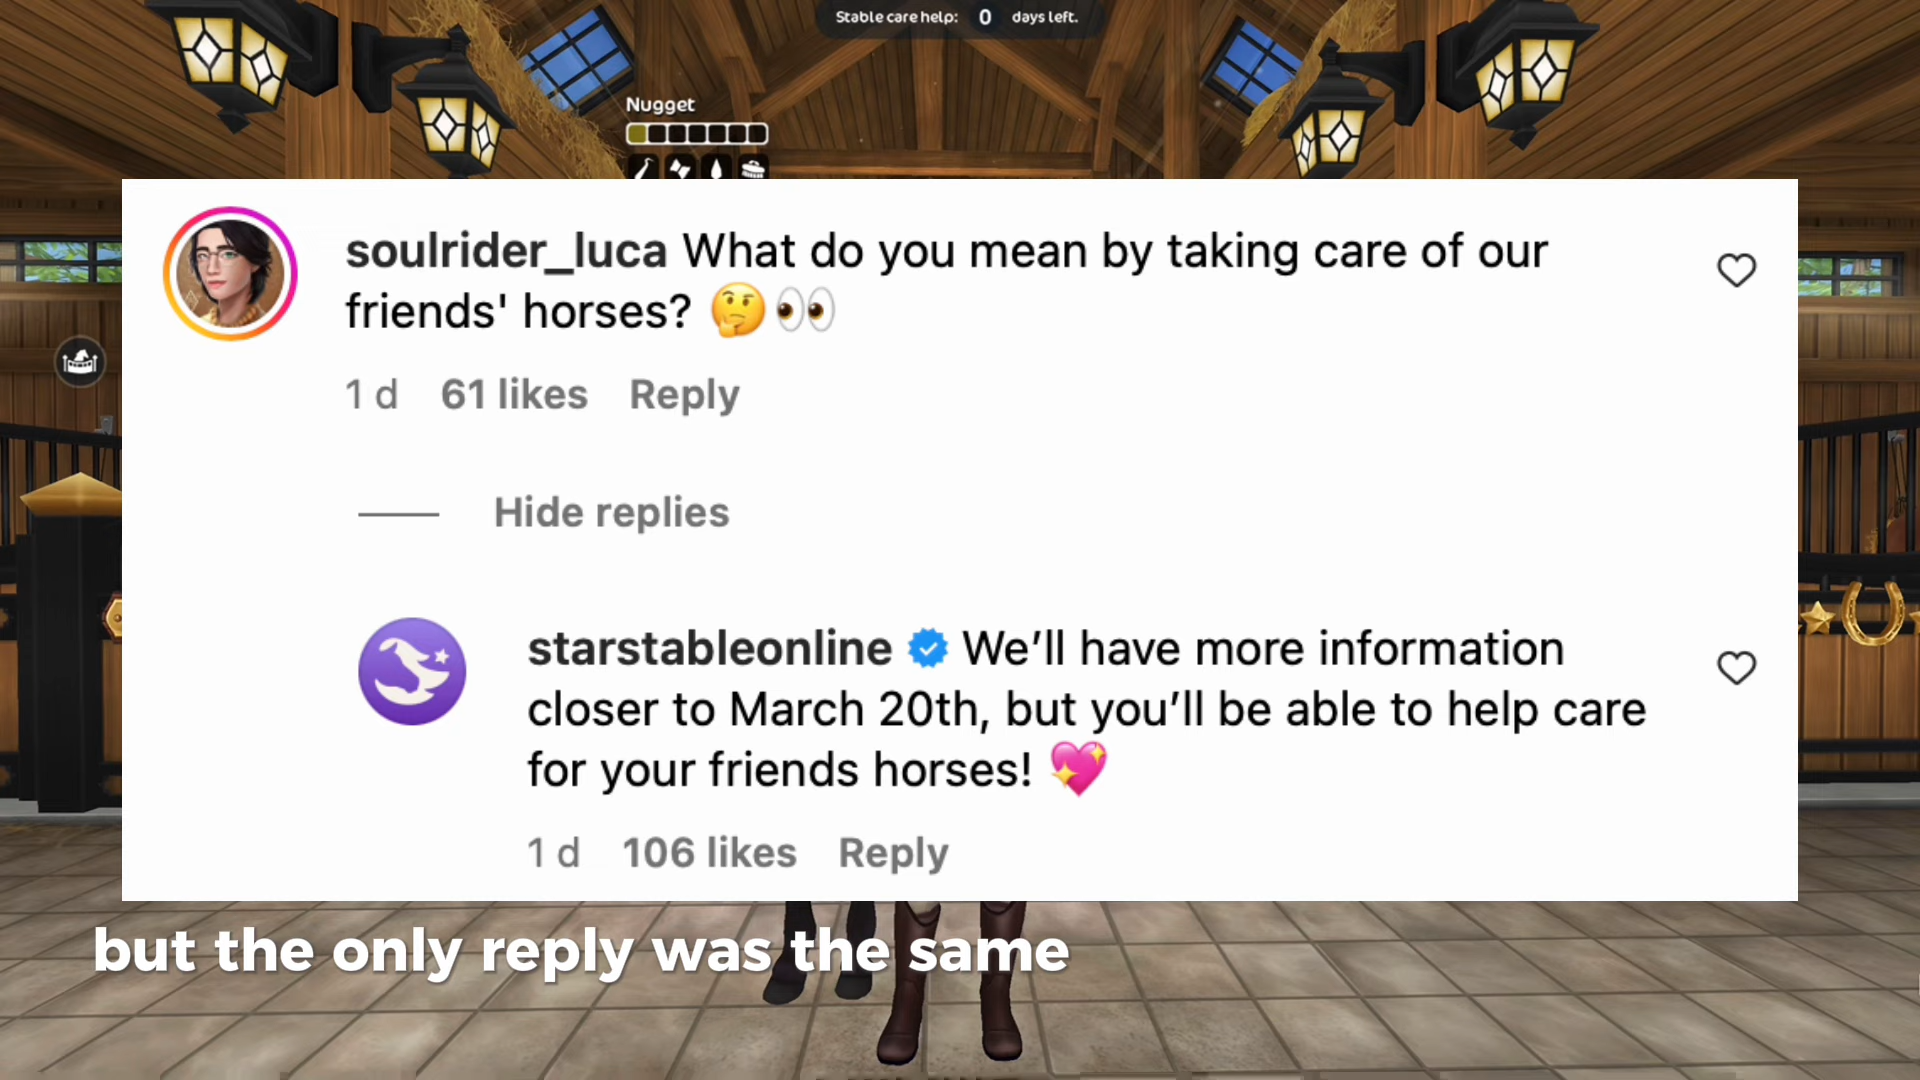 Stable care help: 0 days left.
Nugget
soulrider_luca What do you mean by taking care of our
friends' horses? 🤔👀
1 d 61 likes Reply
Hide replies
starstableonline We’ll have more information
closer to March 20th, but you’ll be able to help care
for your friends horses! 💖
1 d 106 likes Reply
but the only reply was the same